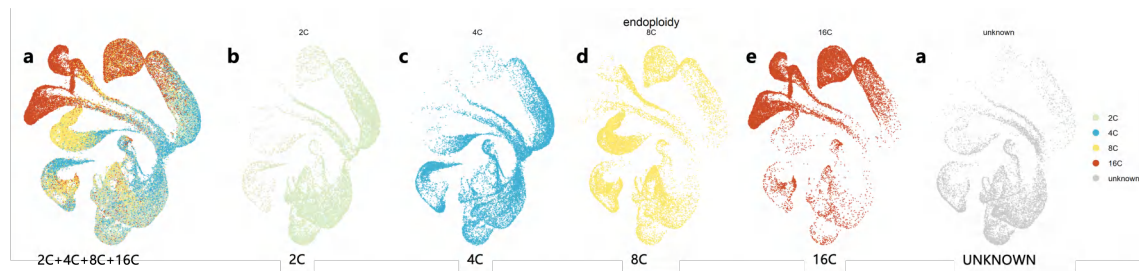 endoploidy
2C 4C 8C 16C unknown
a b c d e a
2C
4C
8C
16C
unknown
2C+4C+8C+16C 2C 4C 8C 16C UNKNOWN